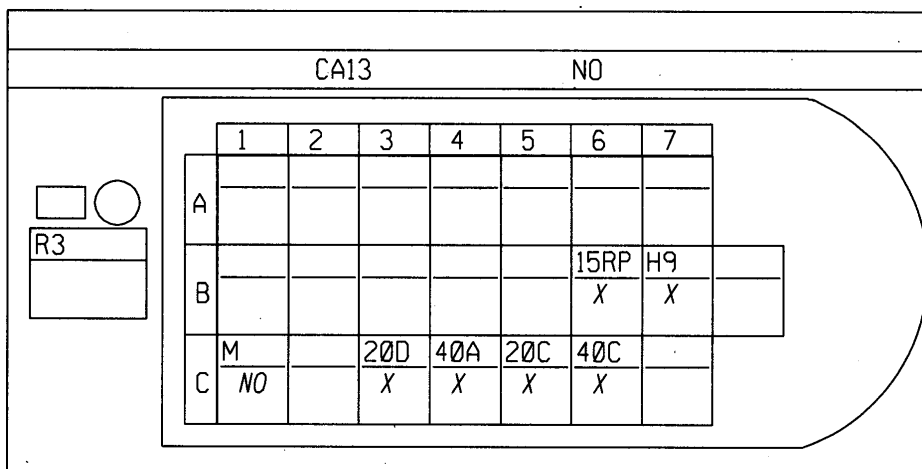 CA13 NO
1 2 3 4 5 6 7
A
R3
15RP H9
B X X
M 20D 40A 20C 40C
C NO X X X X